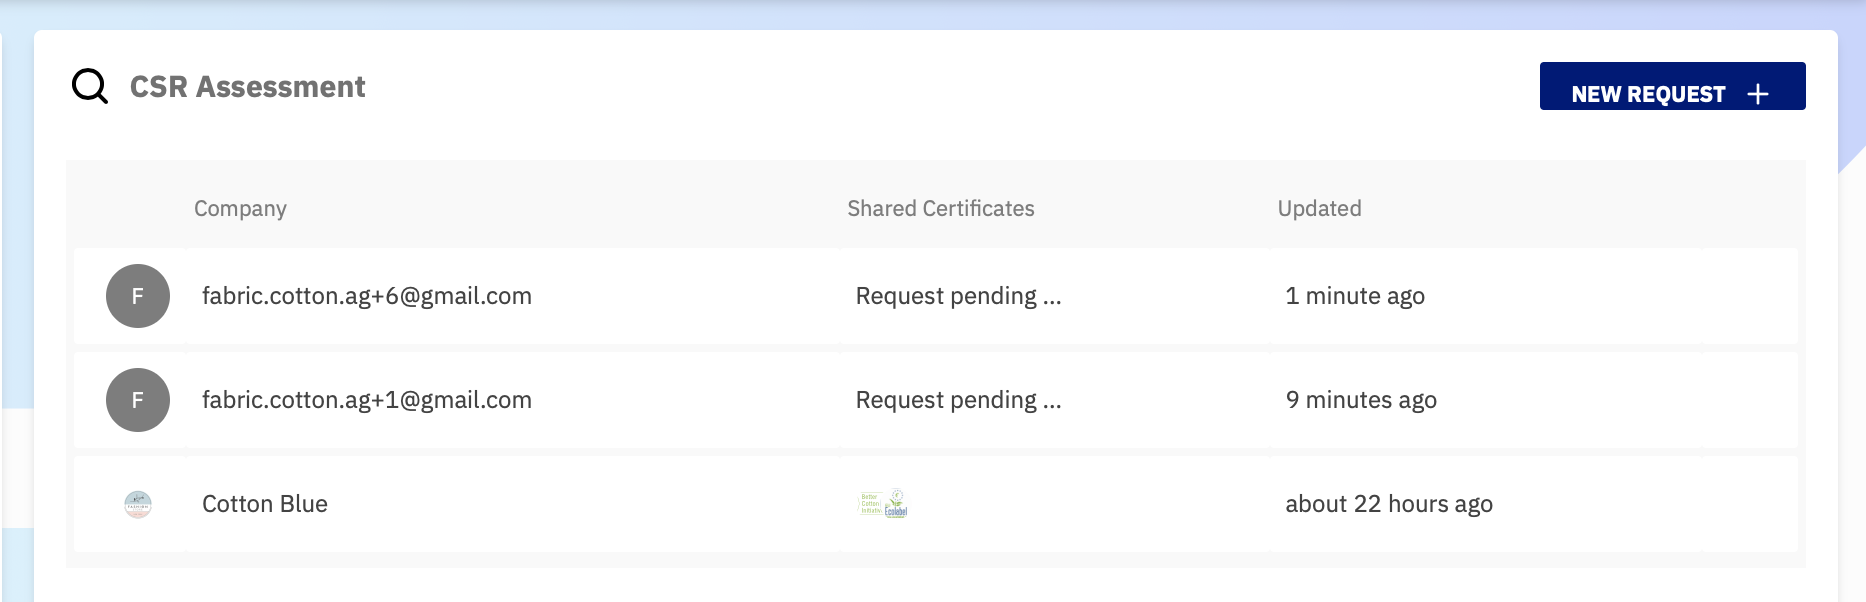 CSR Assessment
NEW REQUEST
Company Shared Certificates Updated
F fabric.cotton.ag+6@gmail.com Request pending ... 1 minute ago
F fabric.cotton.ag+1@gmail.com Request pending ... 9 minutes ago
Cotton Blue about 22 hours ago
Better
Cotton
Initiativ.
Ecolabel